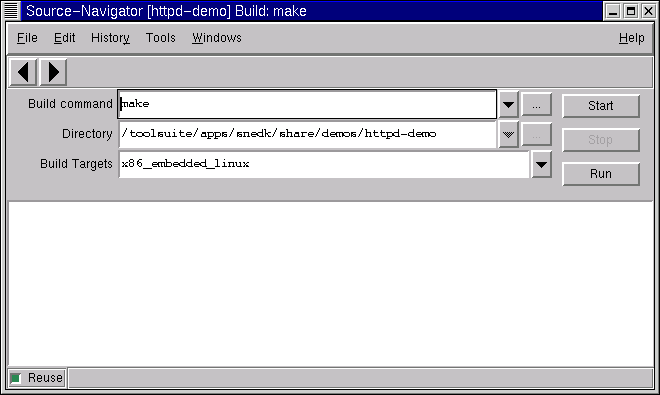 Source-Navigator [httpd-demo] Build: make
File Edit History Tools Windows Help
Build command make ... Start
Directory /toolsuite/apps/snedk/share/demos/httpd-demo ... Stop
Build Targets x86_embedded_linux Run
Reuse